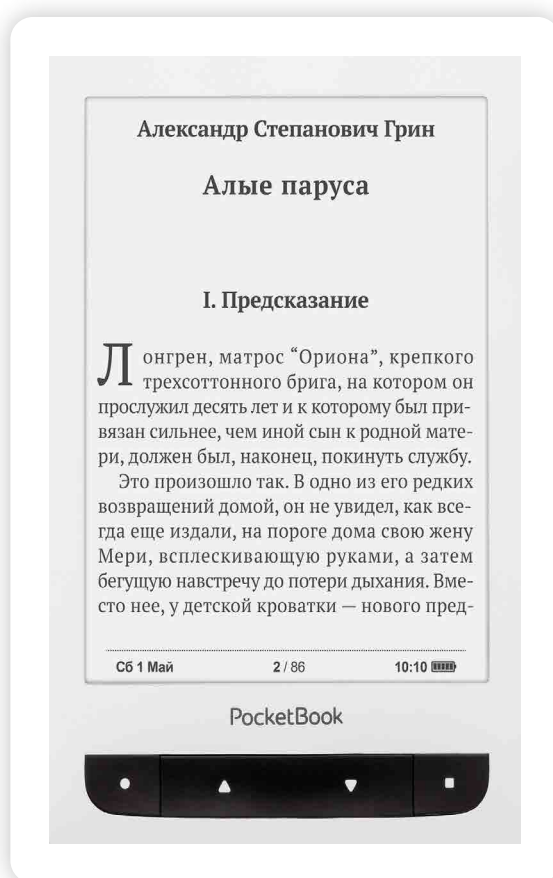 Александр Степанович Грин
Алые паруса
I. Предсказание
Лонгрен, матрос “Ориона”, крепкого
трехсоттонного брига, на котором он
прослужил десять лет и к которому был при-
вязан сильнее, чем иной сын к родной мате-
ри, должен был, наконец, покинуть службу.
Это произошло так. В одно из его редких
возвращений домой, он не увидел, как все-
гда еще издали, на пороге дома свою жену
Мери, всплескивающую руками, а затем
бегущую навстречу до потери дыхания. Вме-
сто нее, у детской кроватки — нового пред-
Сб 1 Май 2 / 86 10:10
PocketBook